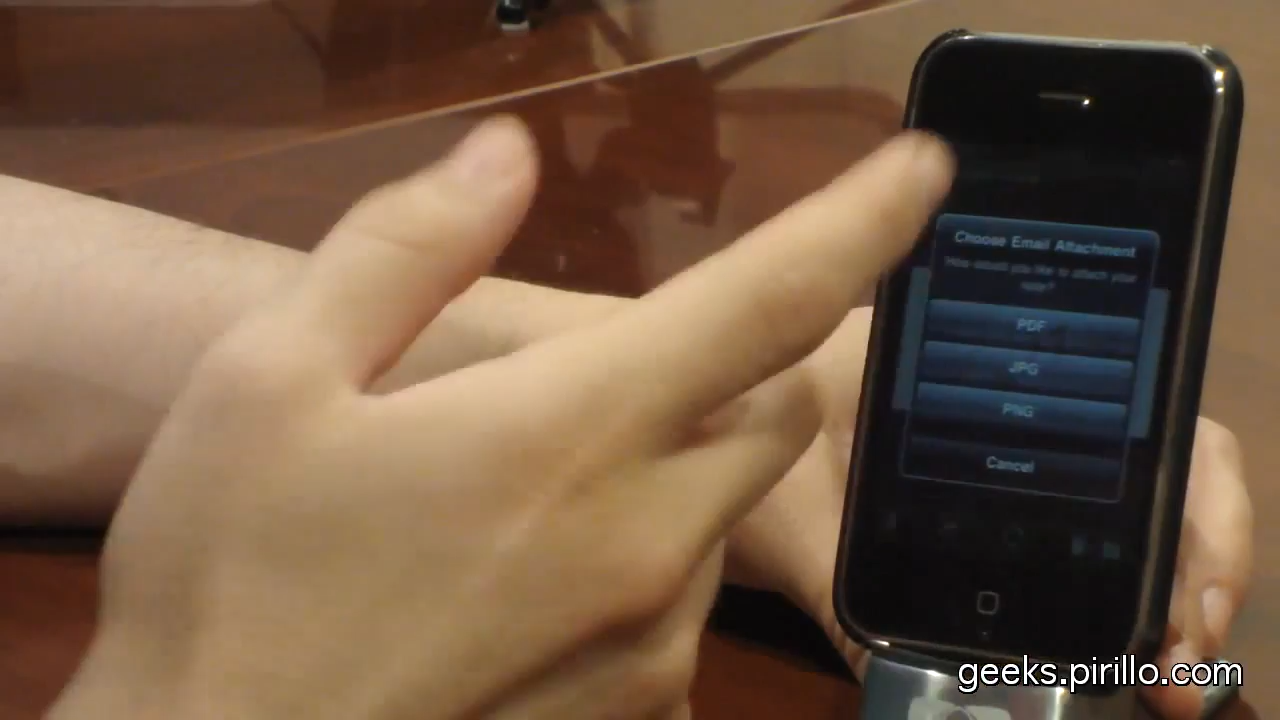 Choose Email Attachment
How would you like to attach your
note?
PDF
JPG
PNG
Cancel
geeks.pirillo.com